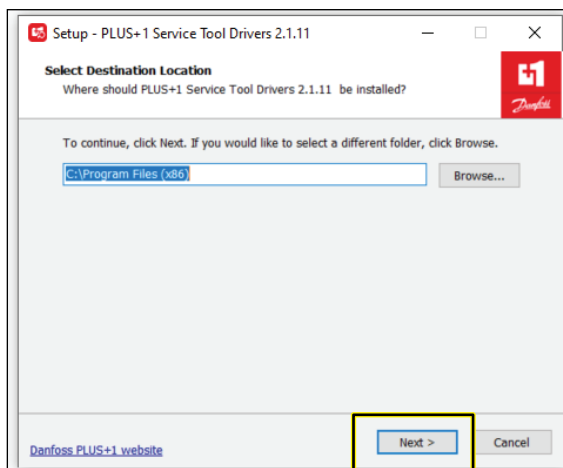 Setup - PLUS+1 Service Tool Drivers 2.1.11
Select Destination Location
Where should PLUS+1 Service Tool Drivers 2.1.11 be installed?
Danfoss
To continue, click Next. If you would like to select a different folder, click Browse.
C:\Program Files (x86)
Browse...
Danfoss PLUS+1 website
Next >
Cancel